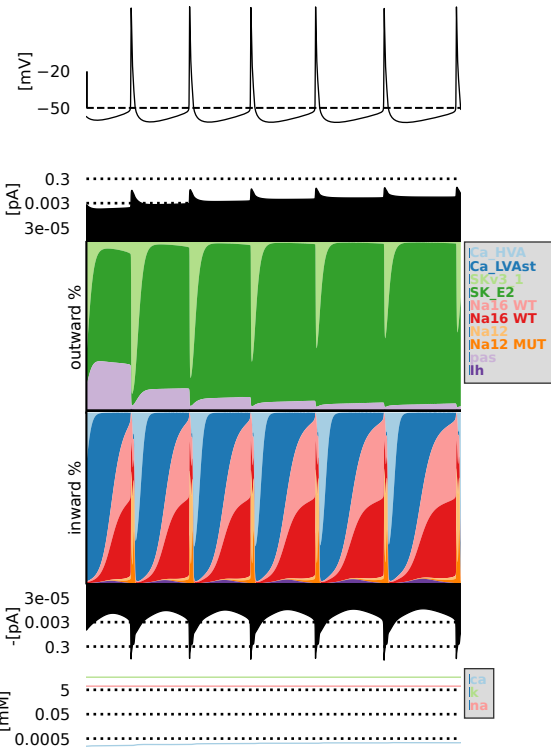 [mV]
−20
−50
[pA]
0.3
0.003
3e-05
outward %
Ca_HVA
Ca_LVAst
SKv3_1
SK_E2
Na16 WT
Na16 WT
Na12
Na12 MUT
pas
Ih
inward %
-[pA]
3e-05
0.003
0.3
[mM]
5
0.05
0.0005
ca
k
na